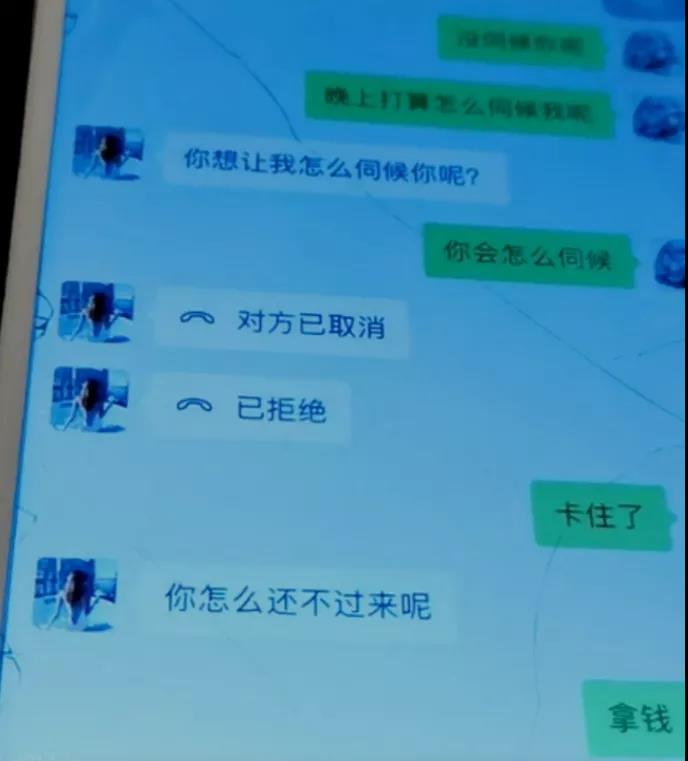 没伺候你呢
晚上打算怎么伺候我呢
你想让我怎么伺候你呢?
你会怎么伺候
对方已取消
已拒绝
卡住了
你怎么还不过来呢
拿钱